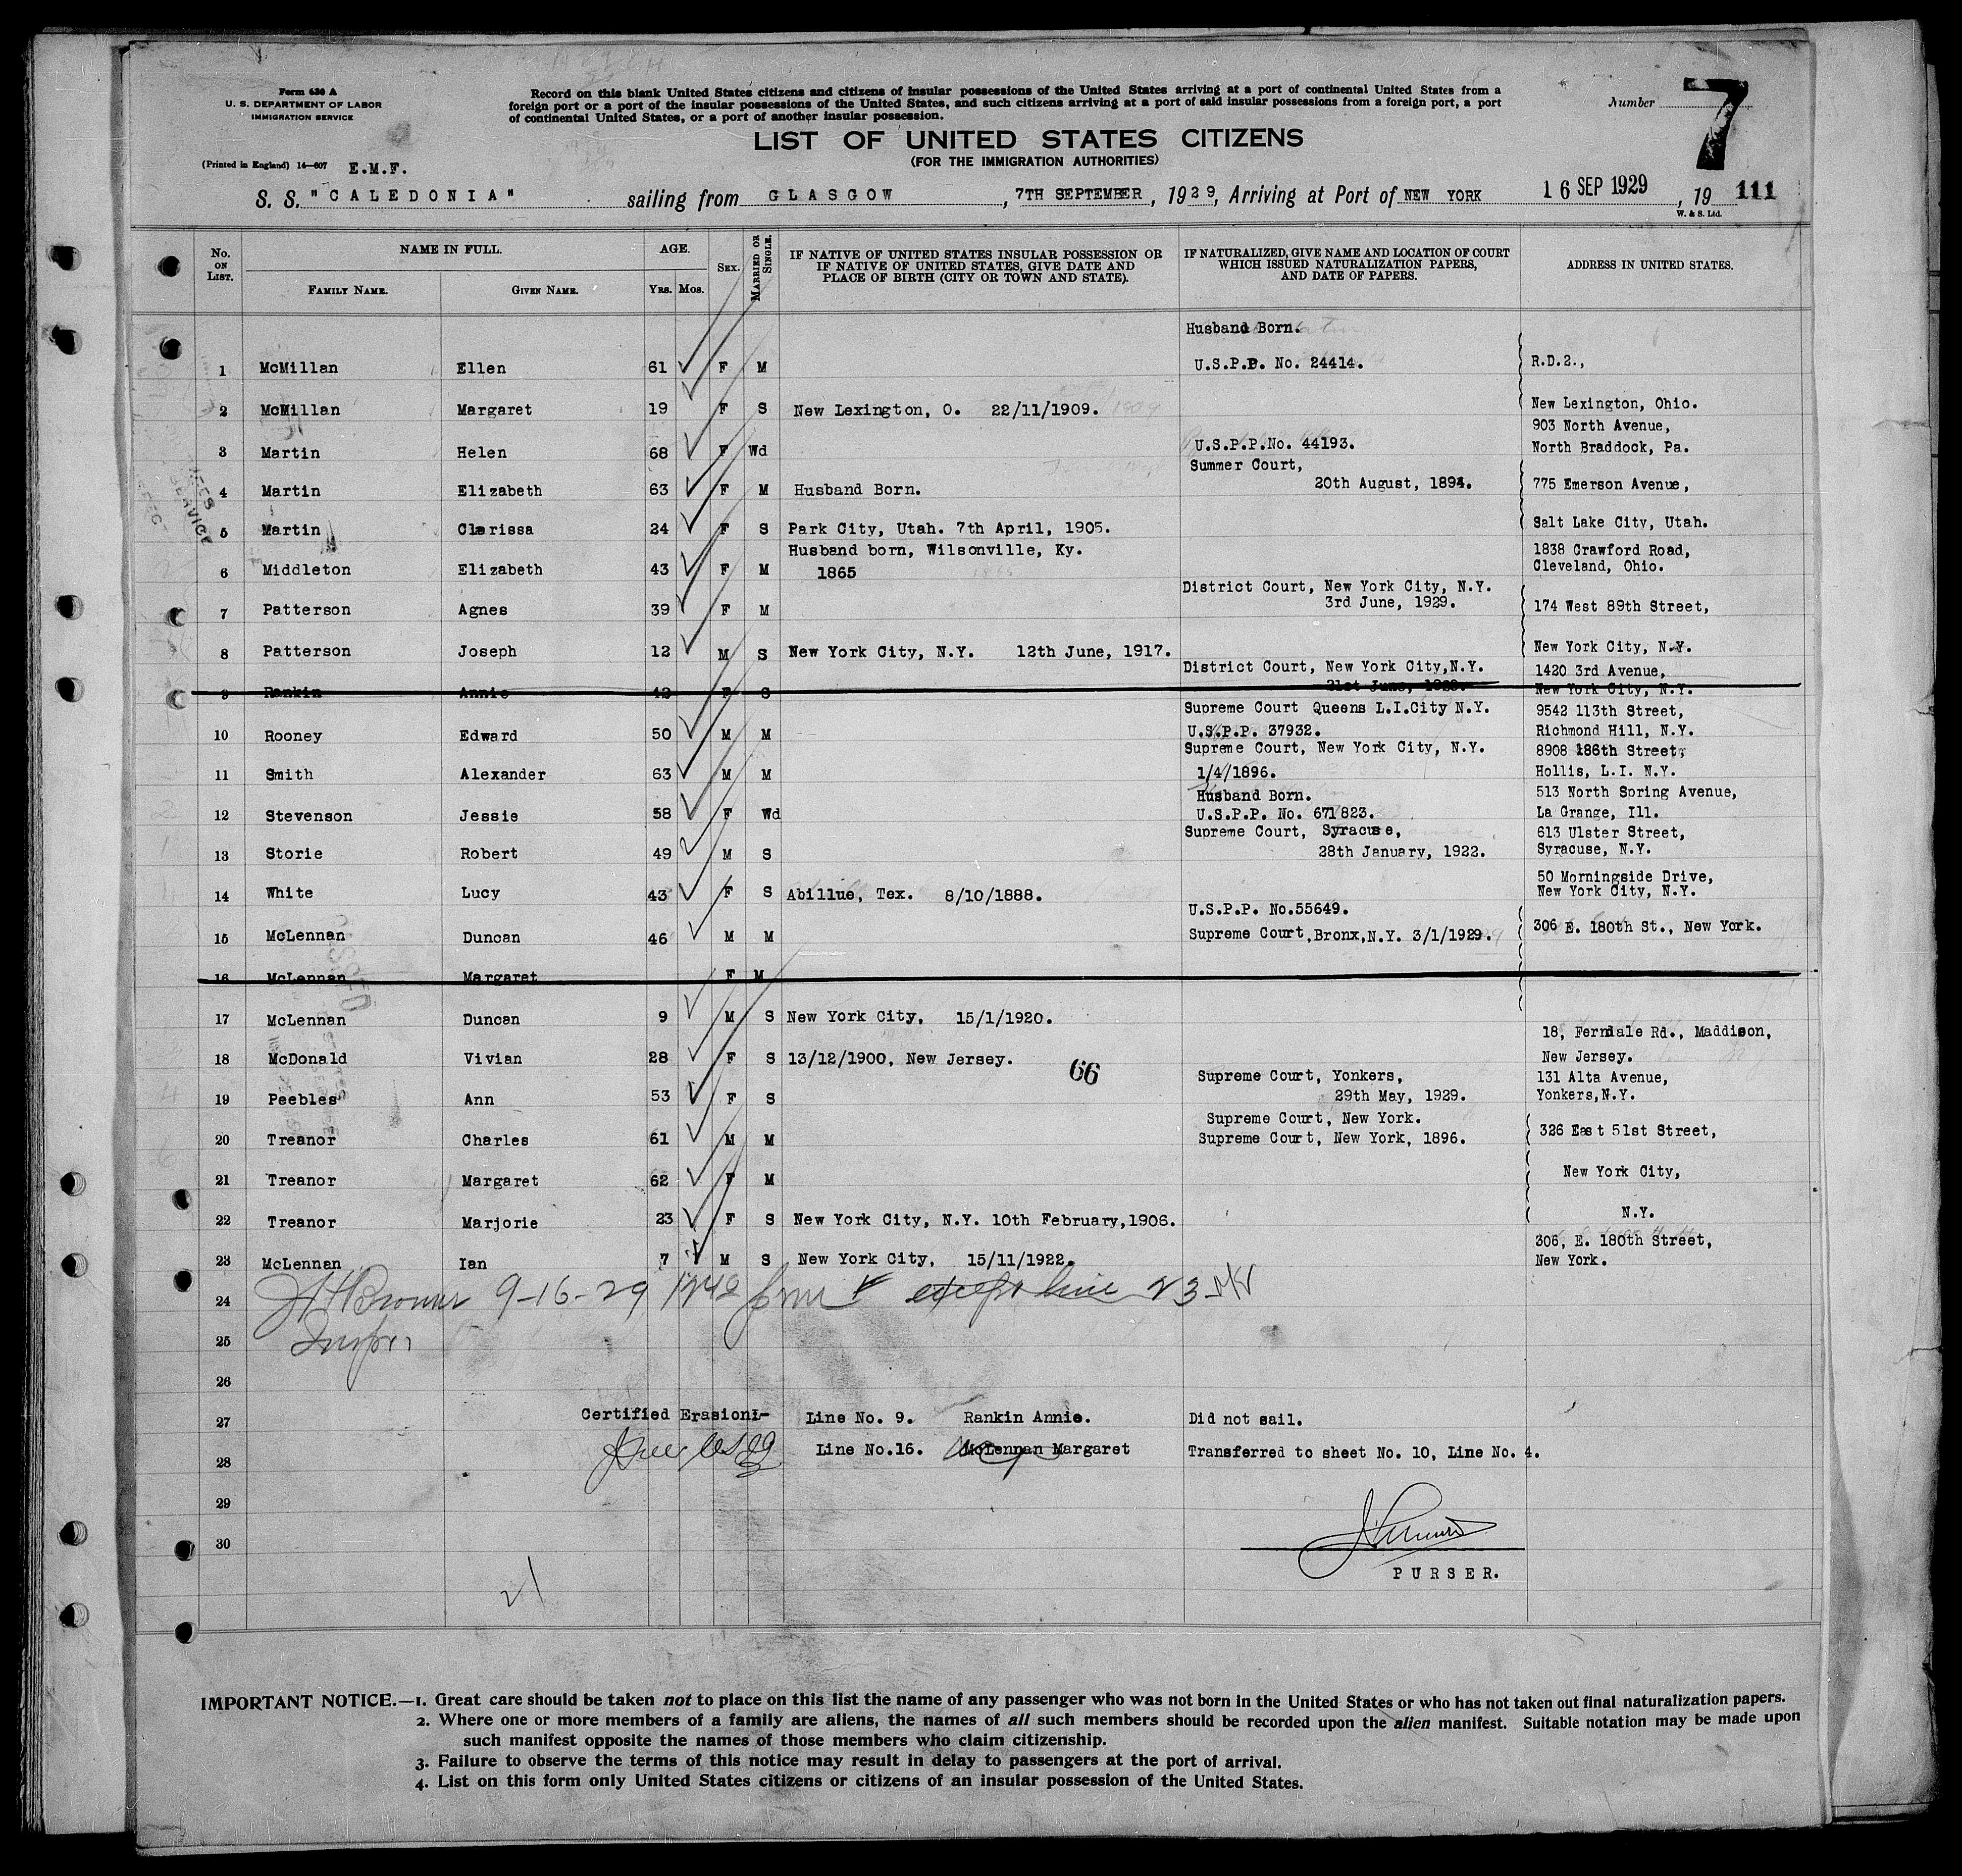 Form 630 A
U. S. DEPARTMENT OF LABOR
IMMIGRATION SERVICE
Record on this blank United States citizens and citizens of insular possessions of the United States arriving at a port of continental United States from a
foreign port or a port of the insular possessions of the United States, and such citizens arriving at a port of said insular possessions from a foreign port, a port
of continental United States, or a port of another insular possession.
Number 7
LIST OF UNITED STATES CITIZENS
(FOR THE IMMIGRATION AUTHORITIES)
(Printed in England) 14—607 E.M.F.
S. S. "CALEDONIA" sailing from GLASGOW, 7TH SEPTEMBER, 1929, Arriving at Port of NEW YORK 16 SEP 1929, 19 111
W. & S. Ltd.
No. ON LIST. NAME IN FULL. AGE. SEX. MARRIED OR SINGLE. IF NATIVE OF UNITED STATES INSULAR POSSESSION OR IF NATIVE OF UNITED STATES, GIVE DATE AND PLACE OF BIRTH (CITY OR TOWN AND STATE). IF NATURALIZED, GIVE NAME AND LOCATION OF COURT WHICH ISSUED NATURALIZATION PAPERS, AND DATE OF PAPERS. ADDRESS IN UNITED STATES.
FAMILY NAME. GIVEN NAME. YRS. MOS.
Husband Born.
1 McMillan Ellen 61 F M U.S.P.P. No. 24414. R.D.2.,
2 McMillan Margaret 19 F S New Lexington, O. 22/11/1909. New Lexington, Ohio.
903 North Avenue,
3 Martin Helen 68 F Wd U.S.P.P.No. 44193. North Braddock, Pa.
Summer Court,
4 Martin Elizabeth 63 F M Husband Born. 20th August, 1894. 775 Emerson Avenue,
5 Martin Clarissa 24 F S Park City, Utah. 7th April, 1905. Salt Lake City, Utah.
Husband born, Wilsonville, Ky. 1838 Crawford Road,
6 Middleton Elizabeth 43 F M 1865 Cleveland, Ohio.
District Court, New York City, N.Y.
7 Patterson Agnes 39 F M 3rd June, 1929. 174 West 89th Street,
8 Patterson Joseph 12 M S New York City, N.Y. 12th June, 1917. New York City, N.Y.
District Court, New York City,N.Y. 1420 3rd Avenue,
9 Rankin Annie 42 F S 21st June, 1928. New York City, N.Y.
Supreme Court Queens L.I.City N.Y. 9542 113th Street,
10 Rooney Edward 50 M M U.S.P.P. 37932. Richmond Hill, N.Y.
Supreme Court, New York City, N.Y. 8908 186th Street,
11 Smith Alexander 63 M M 1/4/1896. Hollis, L.I. N.Y.
Husband Born. 513 North Spring Avenue,
12 Stevenson Jessie 58 F Wd U.S.P.P. No. 671823. La Grange, Ill.
Supreme Court, Syracuse, 613 Ulster Street,
13 Storie Robert 49 M S 28th January, 1922. Syracuse, N.Y.
50 Morningside Drive,
14 White Lucy 43 F S Abillue, Tex. 8/10/1888. New York City, N.Y.
U.S.P.P. No.55649.
15 McLennan Duncan 46 M M Supreme Court,Bronx,N.Y. 3/1/1929. 306 E. 180th St., New York.
16 McLennan Margaret F M
17 McLennan Duncan 9 M S New York City, 15/1/1920.
18, Ferndale Rd., Maddison,
18 McDonald Vivian 28 F S 13/12/1900, New Jersey. 66 New Jersey.
Supreme Court, Yonkers, 131 Alta Avenue,
19 Peebles Ann 53 F S 29th May, 1929. Yonkers,N.Y.
Supreme Court, New York.
20 Treanor Charles 61 M M Supreme Court, New York, 1896. 326 East 51st Street,
21 Treanor Margaret 62 F M New York City,
22 Treanor Marjorie 23 F S New York City, N.Y. 10th February,1906. N.Y.
306, E. 180th Street,
23 McLennan Ian 7 M S New York City, 15/11/1922. New York.
24 9-16-29 except line 23
25
26
27 Certified Erasions- Line No. 9. Rankin Annie. Did not sail.
28 Line No.16. McLennan Margaret Transferred to sheet No. 10, Line No. 4.
29
30
PURSER.
21
IMPORTANT NOTICE.—1. Great care should be taken not to place on this list the name of any passenger who was not born in the United States or who has not taken out final naturalization papers.
2. Where one or more members of a family are aliens, the names of all such members should be recorded upon the alien manifest. Suitable notation may be made upon
such manifest opposite the names of those members who claim citizenship.
3. Failure to observe the terms of this notice may result in delay to passengers at the port of arrival.
4. List on this form only United States citizens or citizens of an insular possession of the United States.